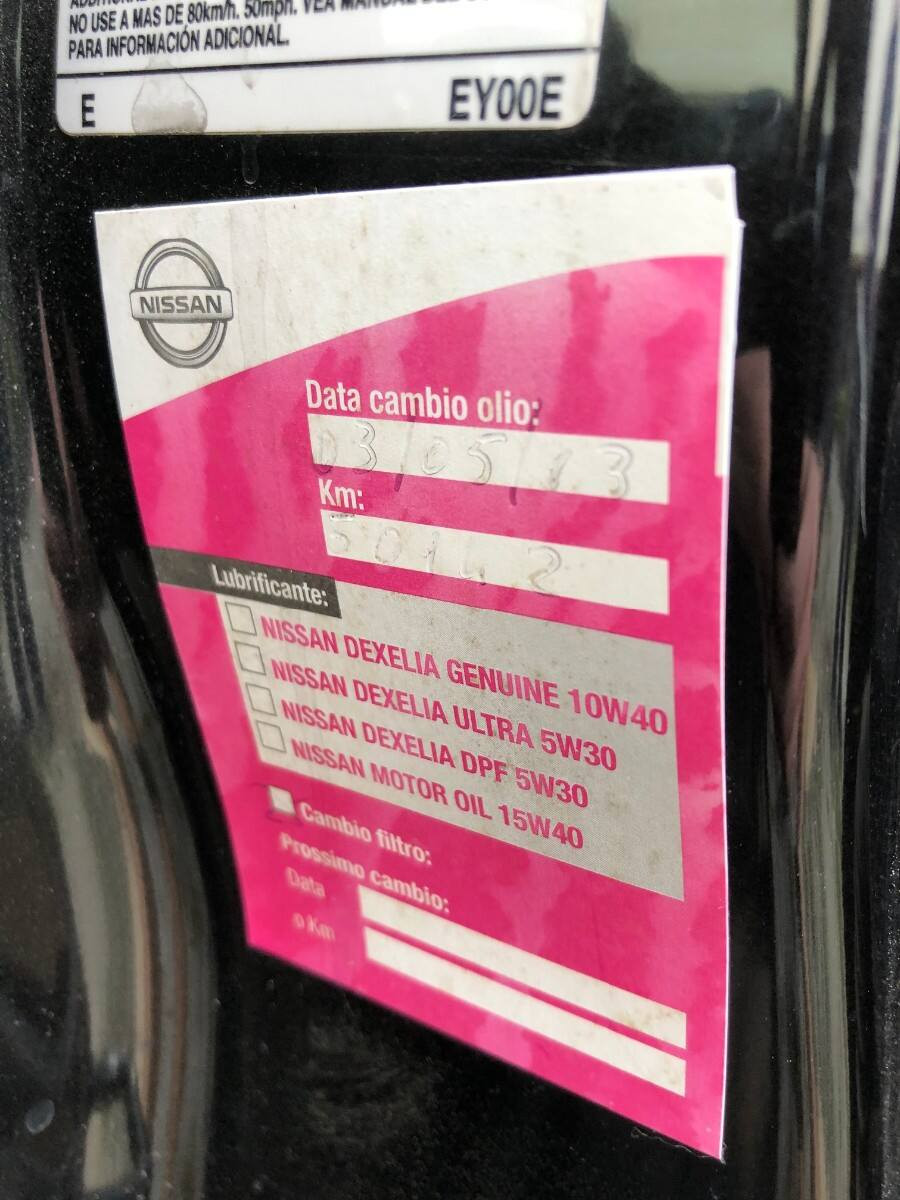 NO USE A MAS DE 80km/h. 50mph. VEA MANUAL DEL
PARA INFORMACIÓN ADICIONAL.
E EY00E
NISSAN
Data cambio olio:
03/05/13
Km:
50142
Lubrificante:
NISSAN DEXELIA GENUINE 10W40
NISSAN DEXELIA ULTRA 5W30
NISSAN DEXELIA DPF 5W30
NISSAN MOTOR OIL 15W40
Cambio filtro:
Prossimo cambio:
Data
o Km